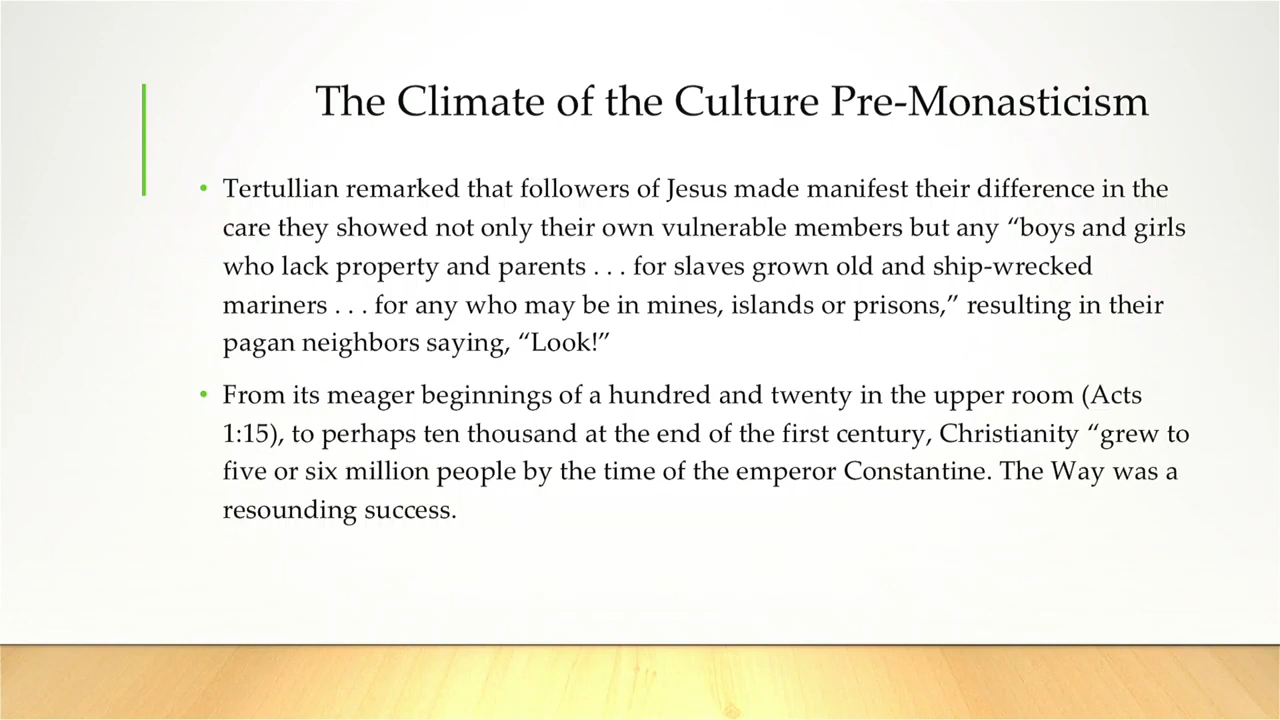 The Climate of the Culture Pre-Monasticism
• Tertullian remarked that followers of Jesus made manifest their difference in the
care they showed not only their own vulnerable members but any “boys and girls
who lack property and parents . . . for slaves grown old and ship-wrecked
mariners . . . for any who may be in mines, islands or prisons,” resulting in their
pagan neighbors saying, “Look!”
• From its meager beginnings of a hundred and twenty in the upper room (Acts
1:15), to perhaps ten thousand at the end of the first century, Christianity “grew to
five or six million people by the time of the emperor Constantine. The Way was a
resounding success.